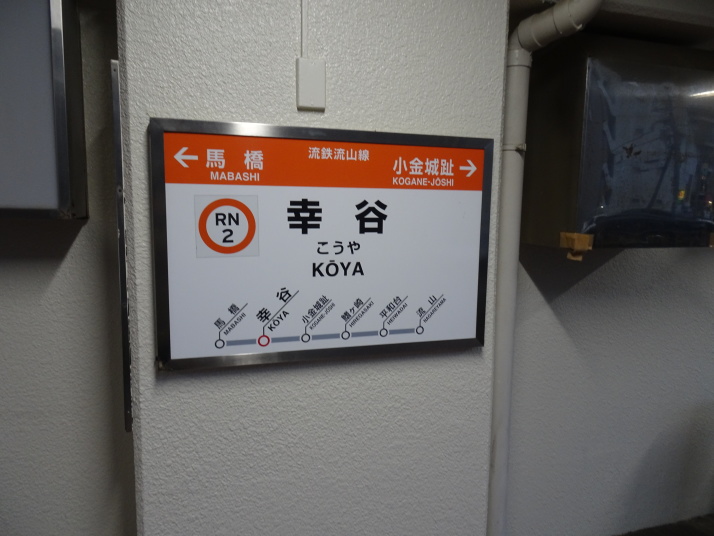 ← 馬橋
MABASHI
流鉄流山線
小金城趾 →
KOGANE-JŌSHI
RN
2
幸谷
こうや
KŌYA
馬橋
MABASHI
幸谷
KŌYA
小金城趾
KOGANE-JŌSHI
鰭ヶ崎
HIREGASAKI
平和台
HEIWADAI
流山
NAGAREYAMA